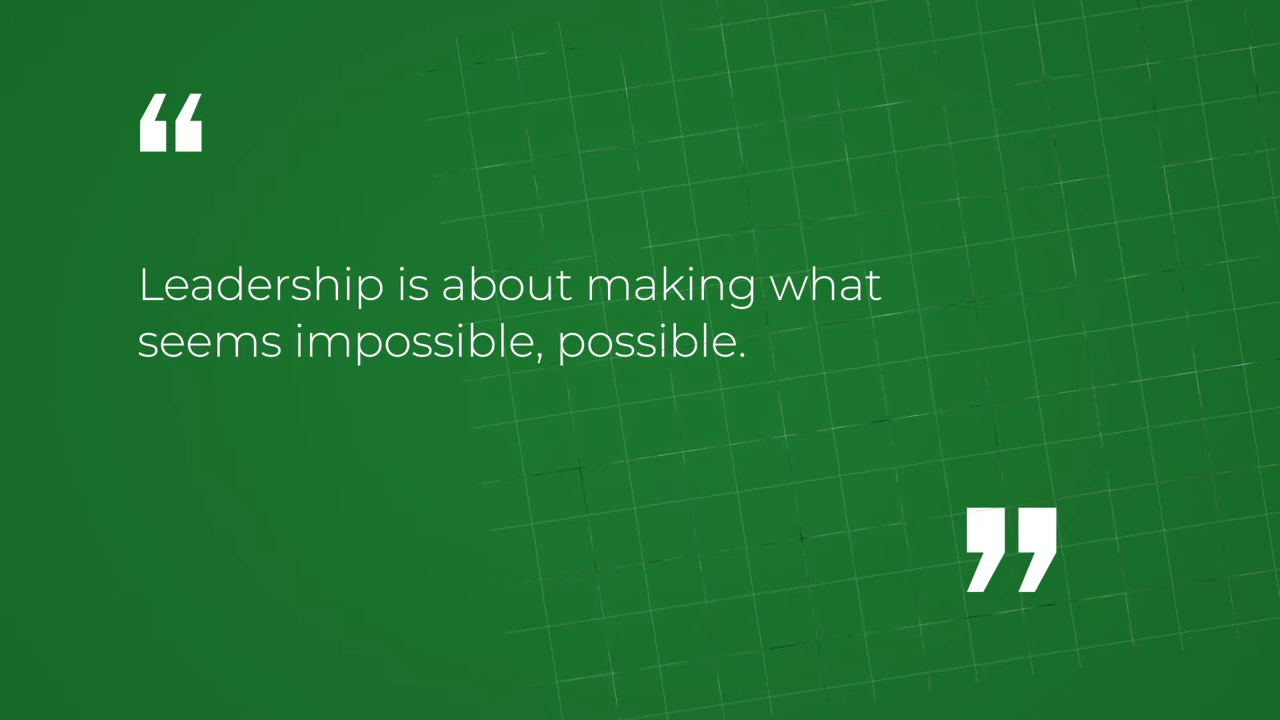 “
Leadership is about making what
seems impossible, possible.
”